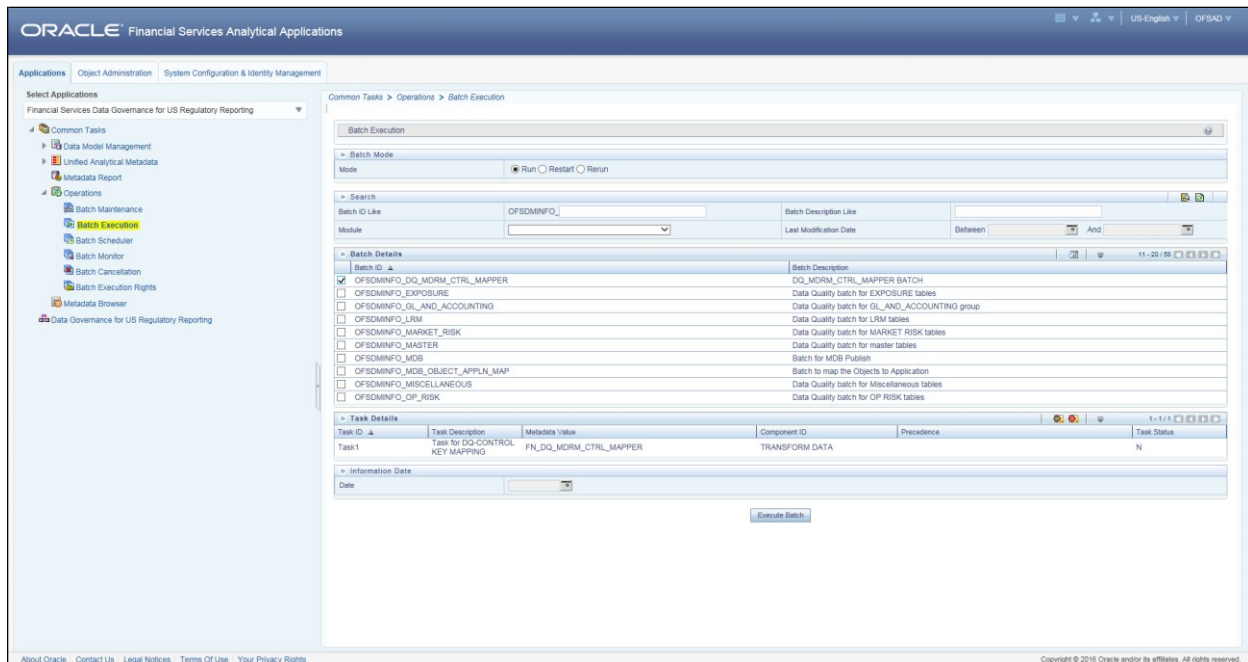 ORACLE Financial Services Analytical Applications
US-English
OFSAD
Applications
Object Administration
System Configuration & Identity Management
Select Applications
Financial Services Data Governance for US Regulatory Reporting
Common Tasks
Data Model Management
Unified Analytical Metadata
Metadata Report
Operations
Batch Maintenance
Batch Execution
Batch Scheduler
Batch Monitor
Batch Cancellation
Batch Execution Rights
Metadata Browser
Data Governance for US Regulatory Reporting
Common Tasks > Operations > Batch Execution
Batch Execution
» Batch Mode
Mode Run Restart Rerun
» Search
Batch ID Like OFSDMINFO_ Batch Description Like
Module Last Modification Date Between And
» Batch Details 11 - 20 / 56
Batch ID Batch Description
OFSDMINFO_DQ_MDRM_CTRL_MAPPER DQ_MDRM_CTRL_MAPPER BATCH
OFSDMINFO_EXPOSURE Data Quality batch for EXPOSURE tables
OFSDMINFO_GL_AND_ACCOUNTING Data Quality batch for GL_AND_ACCOUNTING group
OFSDMINFO_LRM Data Quality batch for LRM tables
OFSDMINFO_MARKET_RISK Data Quality batch for MARKET RISK tables
OFSDMINFO_MASTER Data Quality batch for master tables
OFSDMINFO_MDB Batch for MDB Publish
OFSDMINFO_MDB_OBJECT_APPLN_MAP Batch to map the Objects to Application
OFSDMINFO_MISCELLANEOUS Data Quality batch for Miscellaneous tables
OFSDMINFO_OP_RISK Data Quality batch for OP RISK tables
» Task Details 1 - 1 / 1
Task ID Task Description Metadata Value Component ID Precedence Task Status
Task1 Task for DQ-CONTROL KEY MAPPING FN_DQ_MDRM_CTRL_MAPPER TRANSFORM DATA N
» Information Date
Date
Execute Batch
About Oracle Contact Us Legal Notices Terms Of Use Your Privacy Rights
Copyright © 2016 Oracle and/or its affiliates. All rights reserved.